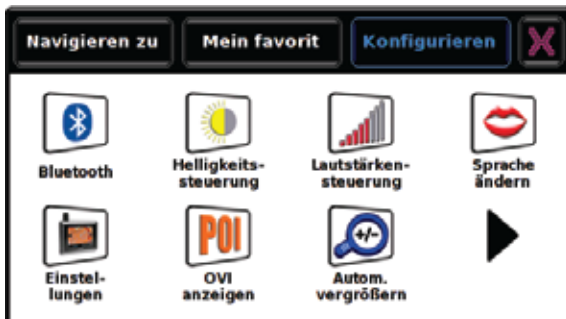 Navigieren zu
Mein favorit
Konfigurieren
X
Bluetooth
Helligkeits-
steuerung
Lautstärken-
steuerung
Sprache
ändern
POI
+/-
Einstel-
lungen
OVI
anzeigen
Autom.
vergrößern